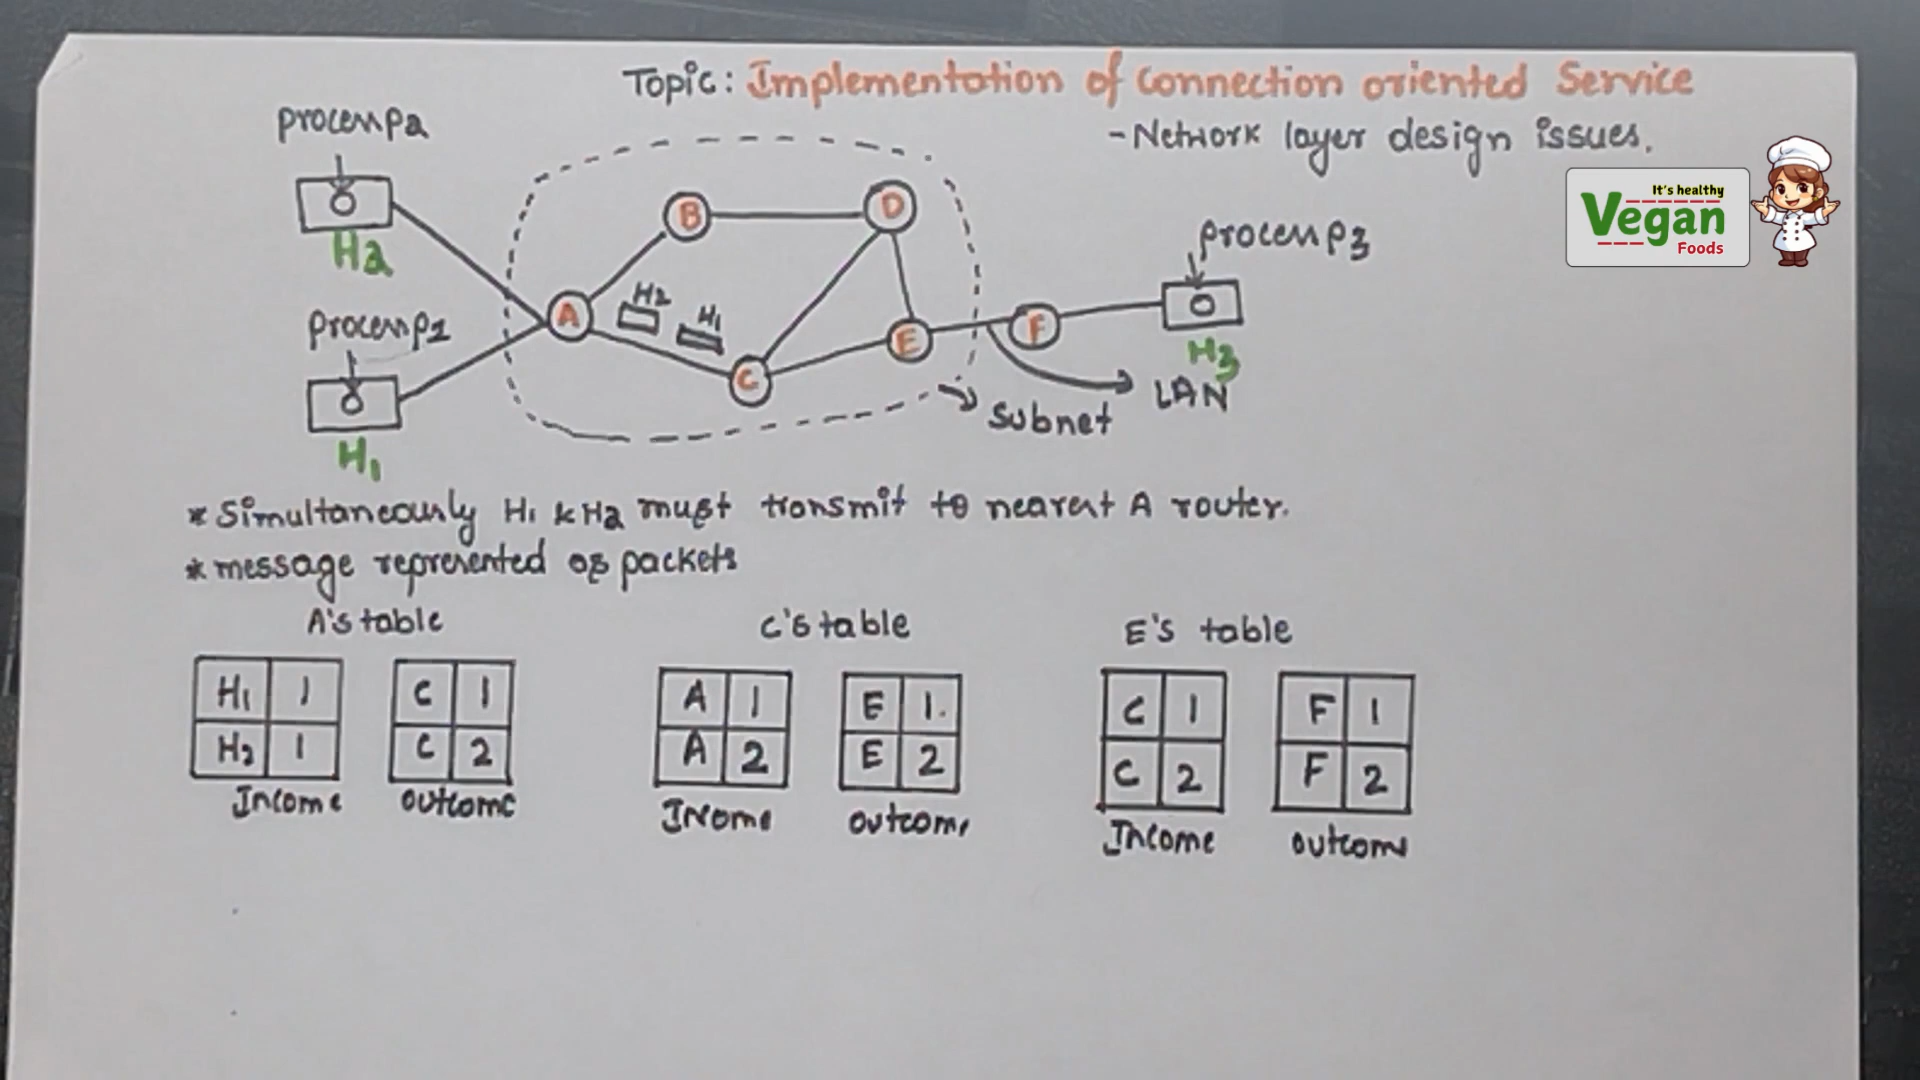 Topic: Implementation of Connection oriented Service
- Network layer design issues.
It's healthy
Vegan
Foods
process p2
H2
process p1
H1
A
B
C
D
E
F
H2
H1
process p3
H3
LAN
Subnet
* Simultaneously H1 & H2 must transmit to nearest A router.
* message represented as packets
A's table
H1 1
H2 1
Income
C 1
C 2
outcome
C's table
A 1
A 2
Income
E 1.
E 2
outcome
E's table
C 1
C 2
Income
F 1
F 2
outcome